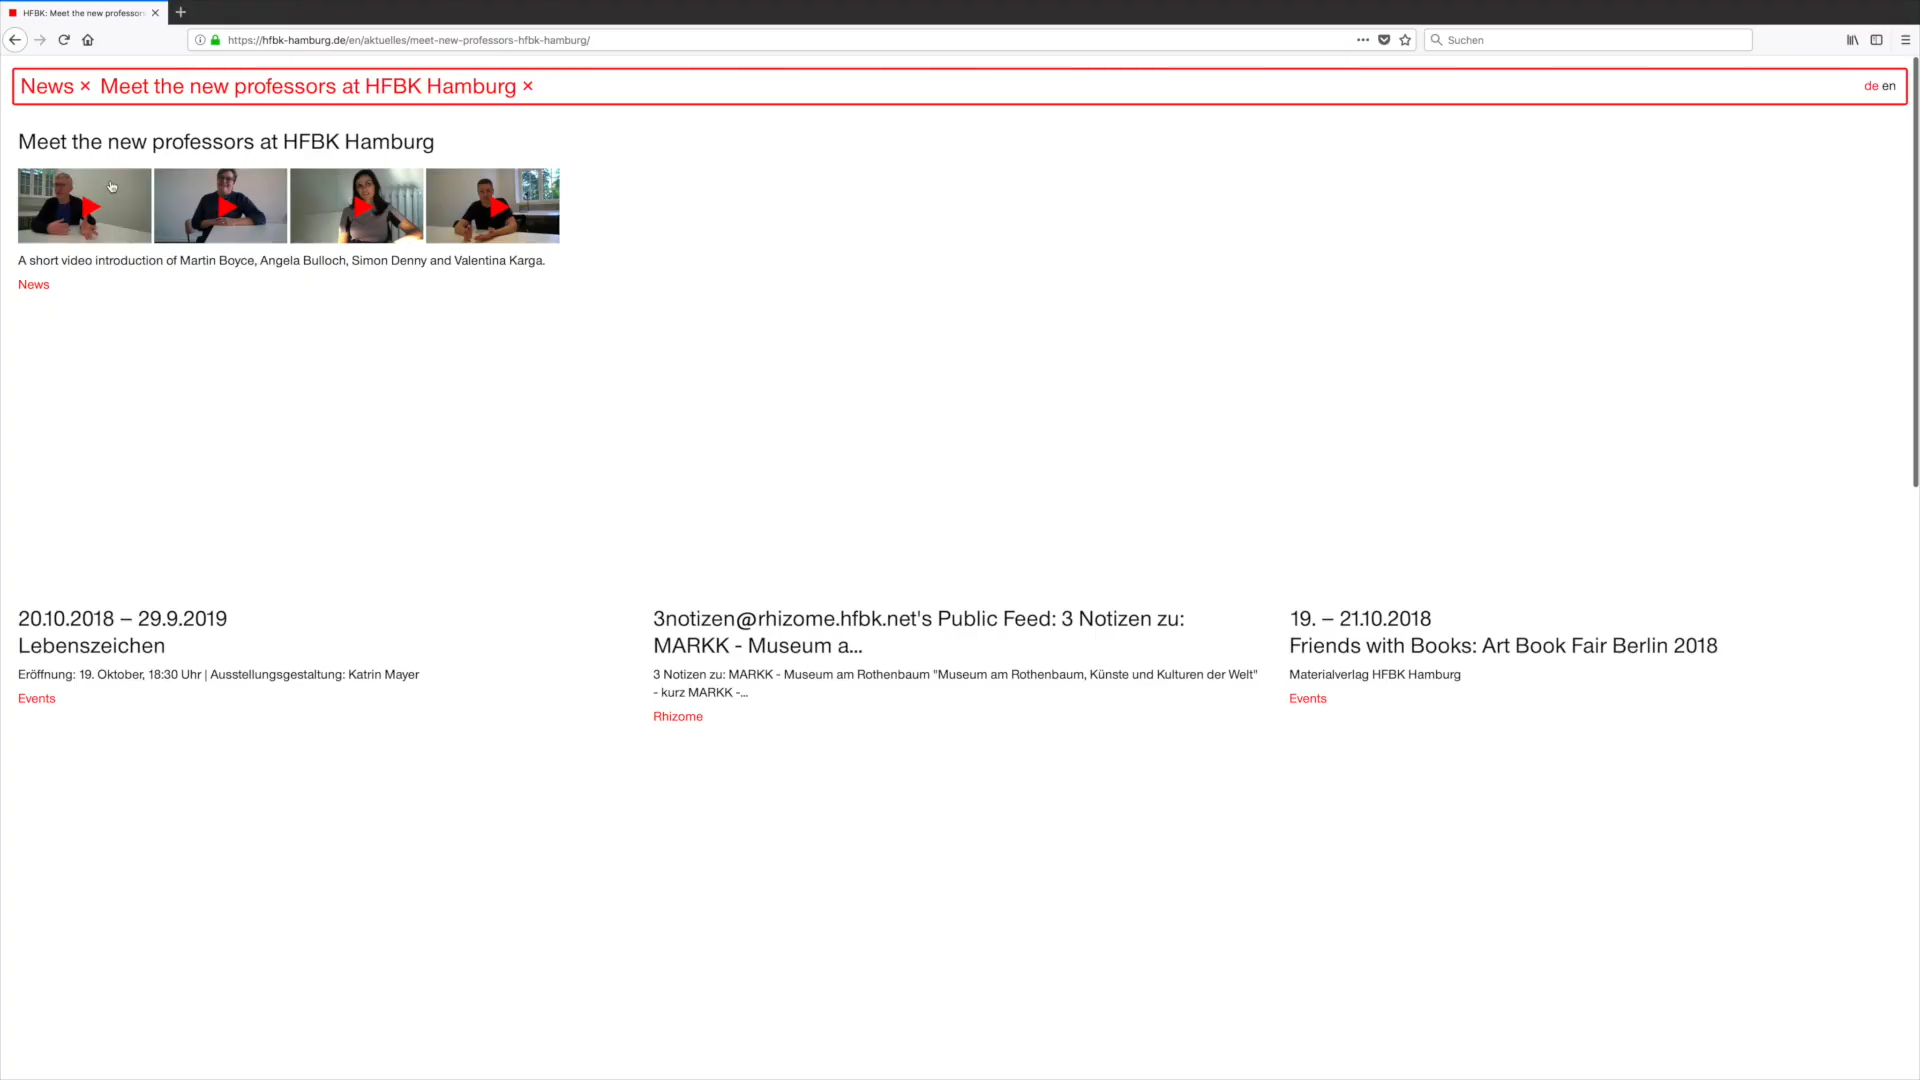 HFBK: Meet the new professors
https://hfbk-hamburg.de/en/aktuelles/meet-new-professors-hfbk-hamburg/
Suchen
News × Meet the new professors at HFBK Hamburg ×
de en
Meet the new professors at HFBK Hamburg
A short video introduction of Martin Boyce, Angela Bulloch, Simon Denny and Valentina Karga.
News
20.10.2018 – 29.9.2019
Lebenszeichen
Eröffnung: 19. Oktober, 18:30 Uhr | Ausstellungsgestaltung: Katrin Mayer
Events
3notizen@rhizome.hfbk.net's Public Feed: 3 Notizen zu:
MARKK - Museum a...
3 Notizen zu: MARKK - Museum am Rothenbaum "Museum am Rothenbaum, Künste und Kulturen der Welt"
- kurz MARKK -...
Rhizome
19. – 21.10.2018
Friends with Books: Art Book Fair Berlin 2018
Materialverlag HFBK Hamburg
Events